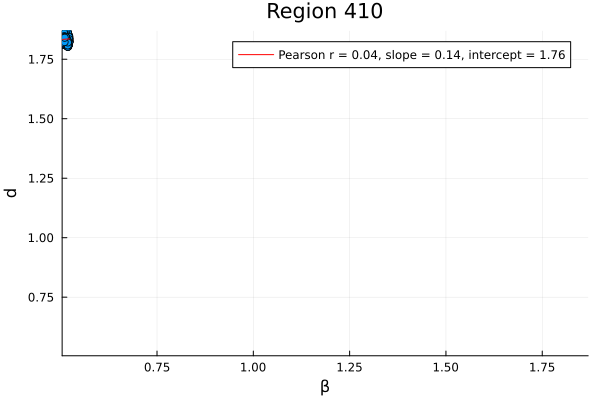 Region 410
Pearson r = 0.04, slope = 0.14, intercept = 1.76
d
1.75
1.50
1.25
1.00
0.75
0.75 1.00 1.25 1.50 1.75
β